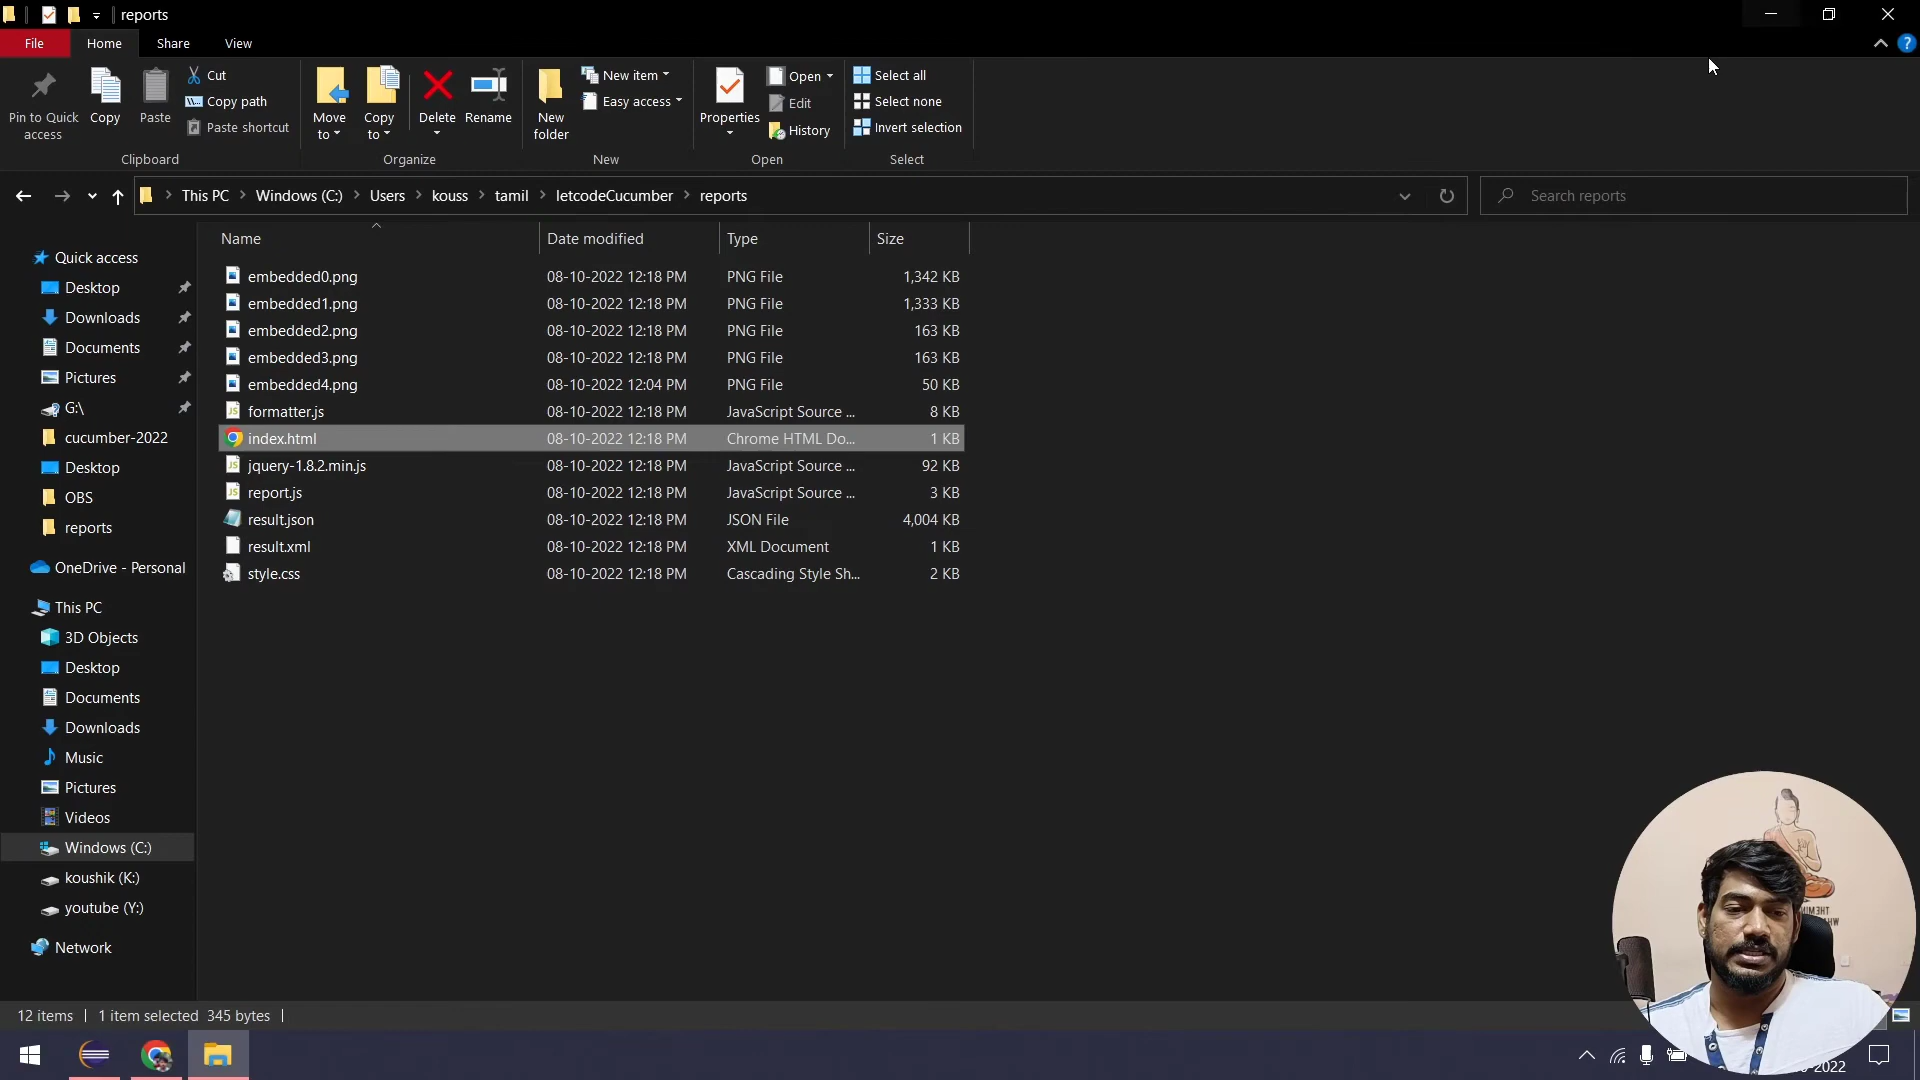 reports
File Home Share View
Pin to Quick access
Copy
Paste
Cut
Copy path
Paste shortcut
Clipboard
Move to
Copy to
Delete
Rename
Organize
New folder
New item
Easy access
New
Properties
Open
Edit
History
Open
Select all
Select none
Invert selection
Select
This PC > Windows (C:) > Users > kouss > tamil > letcodeCucumber > reports
Search reports
Quick access
Desktop
Downloads
Documents
Pictures
G:\
cucumber-2022
Desktop
OBS
reports
OneDrive - Personal
This PC
3D Objects
Desktop
Documents
Downloads
Music
Pictures
Videos
Windows (C:)
koushik (K:)
youtube (Y:)
Network
Name Date modified Type Size
embedded0.png 08-10-2022 12:18 PM PNG File 1,342 KB
embedded1.png 08-10-2022 12:18 PM PNG File 1,333 KB
embedded2.png 08-10-2022 12:18 PM PNG File 163 KB
embedded3.png 08-10-2022 12:18 PM PNG File 163 KB
embedded4.png 08-10-2022 12:04 PM PNG File 50 KB
formatter.js 08-10-2022 12:18 PM JavaScript Source ... 8 KB
index.html 08-10-2022 12:18 PM Chrome HTML Do... 1 KB
jquery-1.8.2.min.js 08-10-2022 12:18 PM JavaScript Source ... 92 KB
report.js 08-10-2022 12:18 PM JavaScript Source ... 3 KB
result.json 08-10-2022 12:18 PM JSON File 4,004 KB
result.xml 08-10-2022 12:18 PM XML Document 1 KB
style.css 08-10-2022 12:18 PM Cascading Style Sh... 2 KB
12 items | 1 item selected 345 bytes |